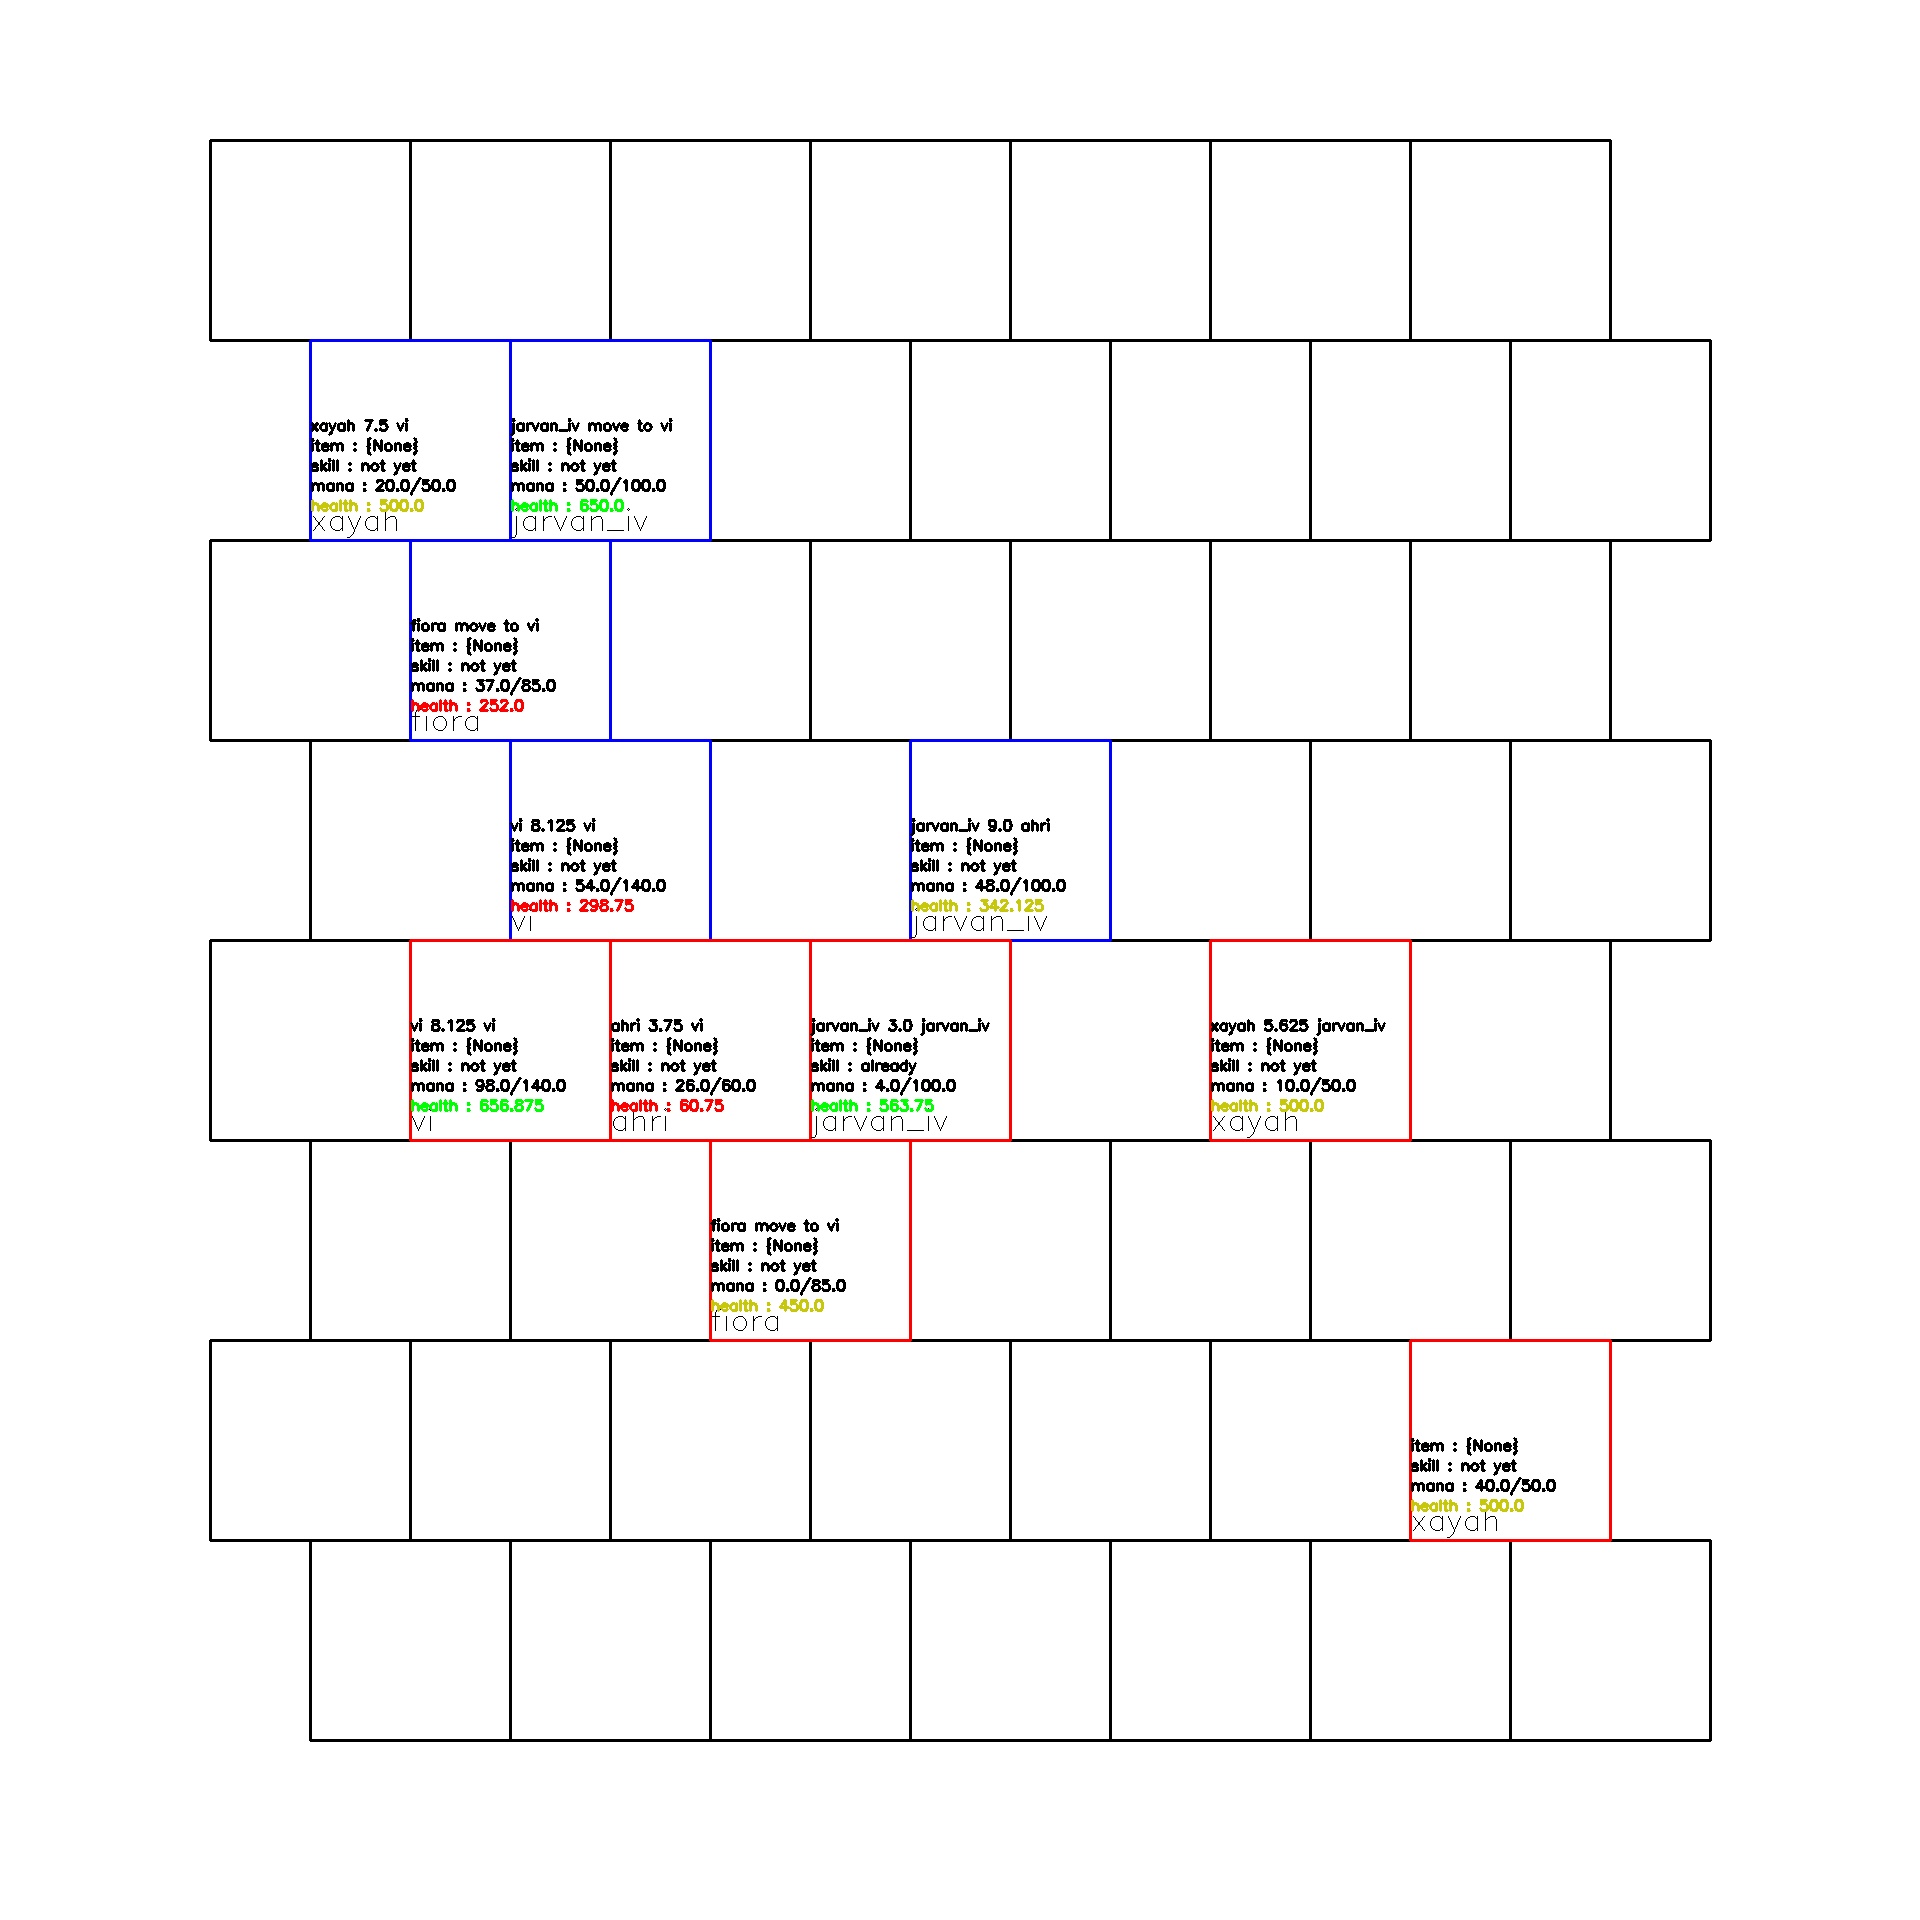 xayah 7.5 vi
item : {None}
skill : not yet
mana : 20.0/50.0
health : 500.0
xayah
jarvan_iv move to vi
item : {None}
skill : not yet
mana : 50.0/100.0
health : 650.0
jarvan_iv
fiora move to vi
item : {None}
skill : not yet
mana : 37.0/85.0
health : 252.0
fiora
vi 8.125 vi
item : {None}
skill : not yet
mana : 54.0/140.0
health : 298.75
vi
jarvan_iv 9.0 ahri
item : {None}
skill : not yet
mana : 48.0/100.0
health : 342.125
jarvan_iv
vi 8.125 vi
item : {None}
skill : not yet
mana : 98.0/140.0
health : 656.875
vi
ahri 3.75 vi
item : {None}
skill : not yet
mana : 26.0/60.0
health : 60.75
ahri
jarvan_iv 3.0 jarvan_iv
item : {None}
skill : already
mana : 4.0/100.0
health : 563.75
jarvan_iv
xayah 5.625 jarvan_iv
item : {None}
skill : not yet
mana : 10.0/50.0
health : 500.0
xayah
fiora move to vi
item : {None}
skill : not yet
mana : 0.0/85.0
health : 450.0
fiora
item : {None}
skill : not yet
mana : 40.0/50.0
health : 500.0
xayah